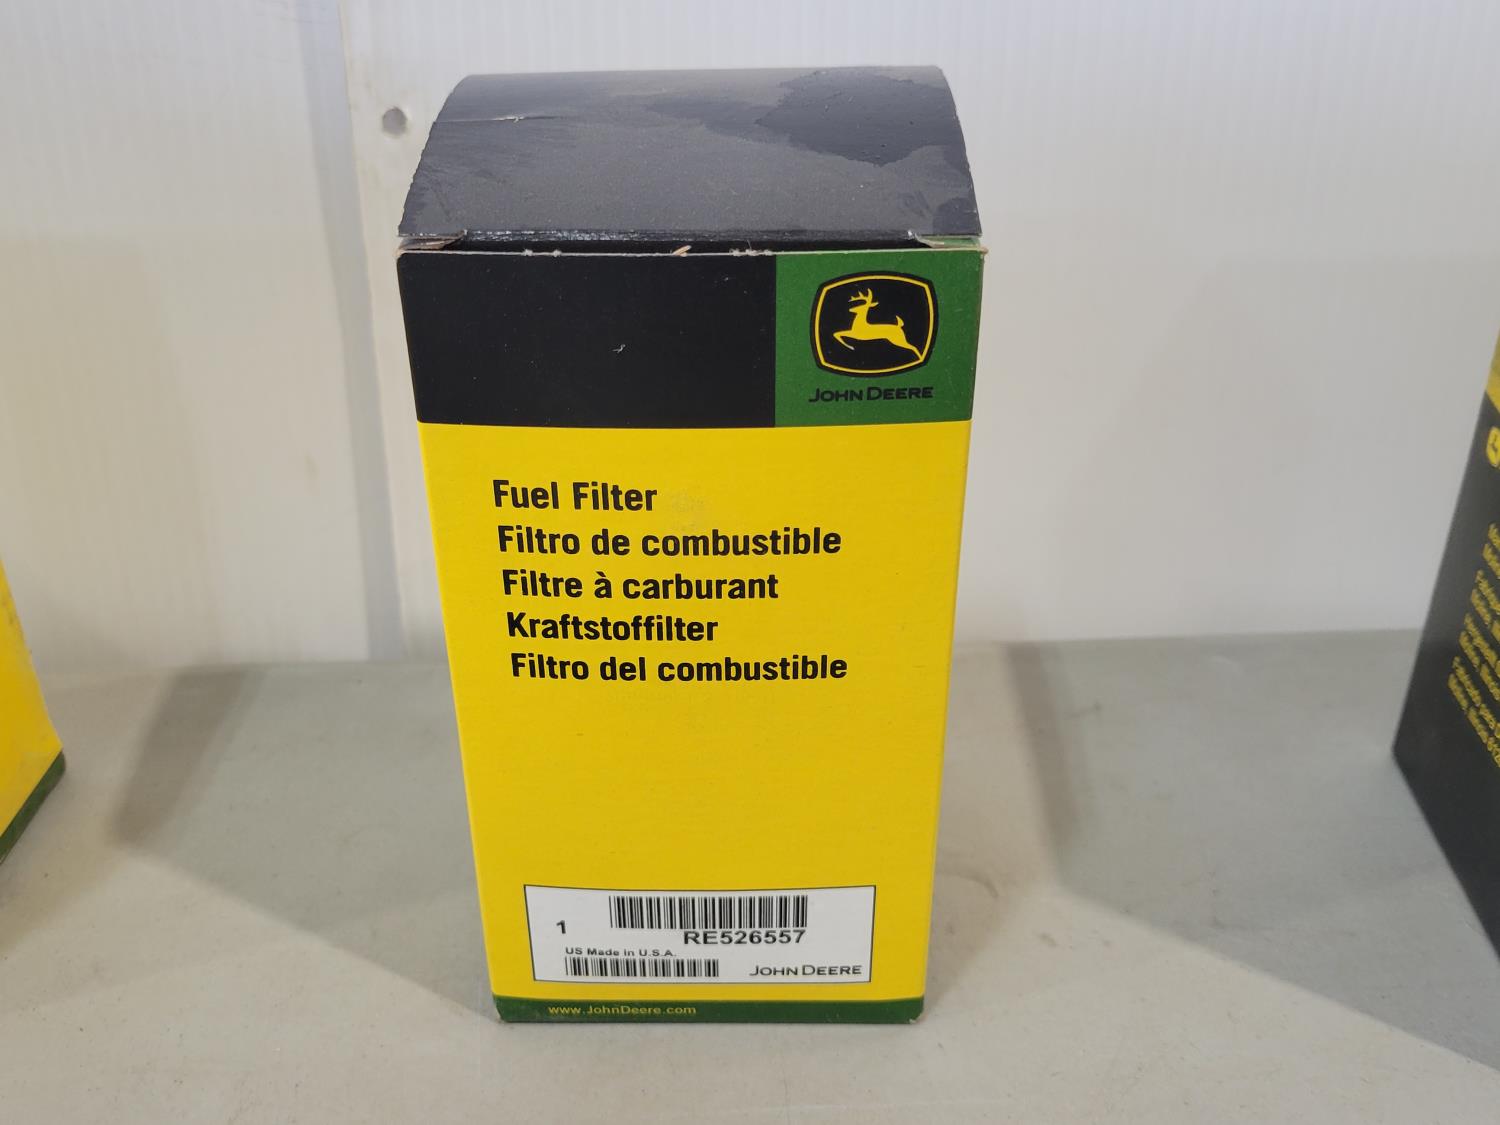 JOHN DEERE
Fuel Filter
Filtro de combustible
Filtre à carburant
Kraftstoffilter
Filtro del combustible
1
RE526557
US Made in U.S.A.
JOHN DEERE
www.JohnDeere.com